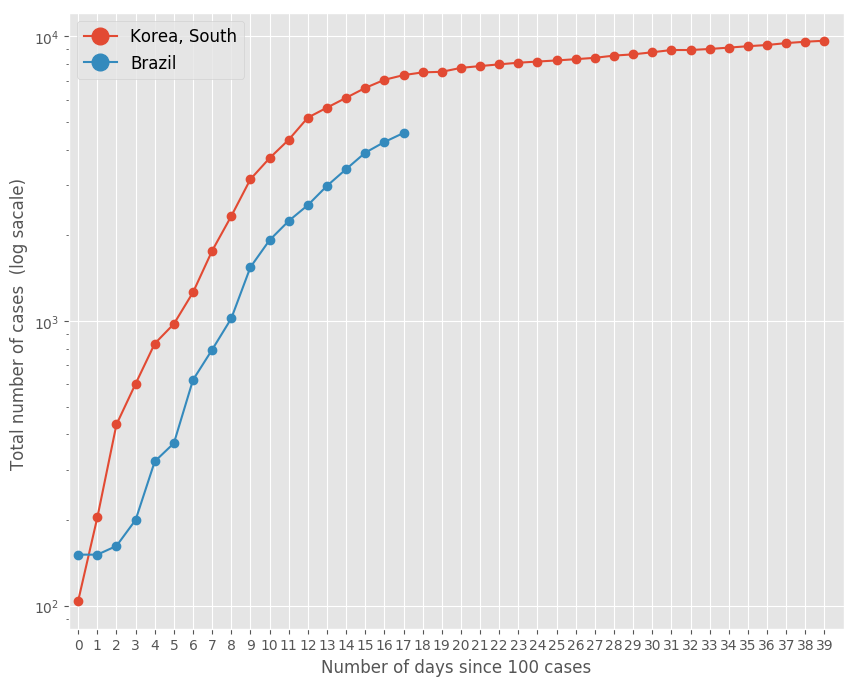 Korea, South
Brazil
10⁴
10³
10²
Total number of cases  (log sacale)
0 1 2 3 4 5 6 7 8 9 10 11 12 13 14 15 16 17 18 19 20 21 22 23 24 25 26 27 28 29 30 31 32 33 34 35 36 37 38 39
Number of days since 100 cases